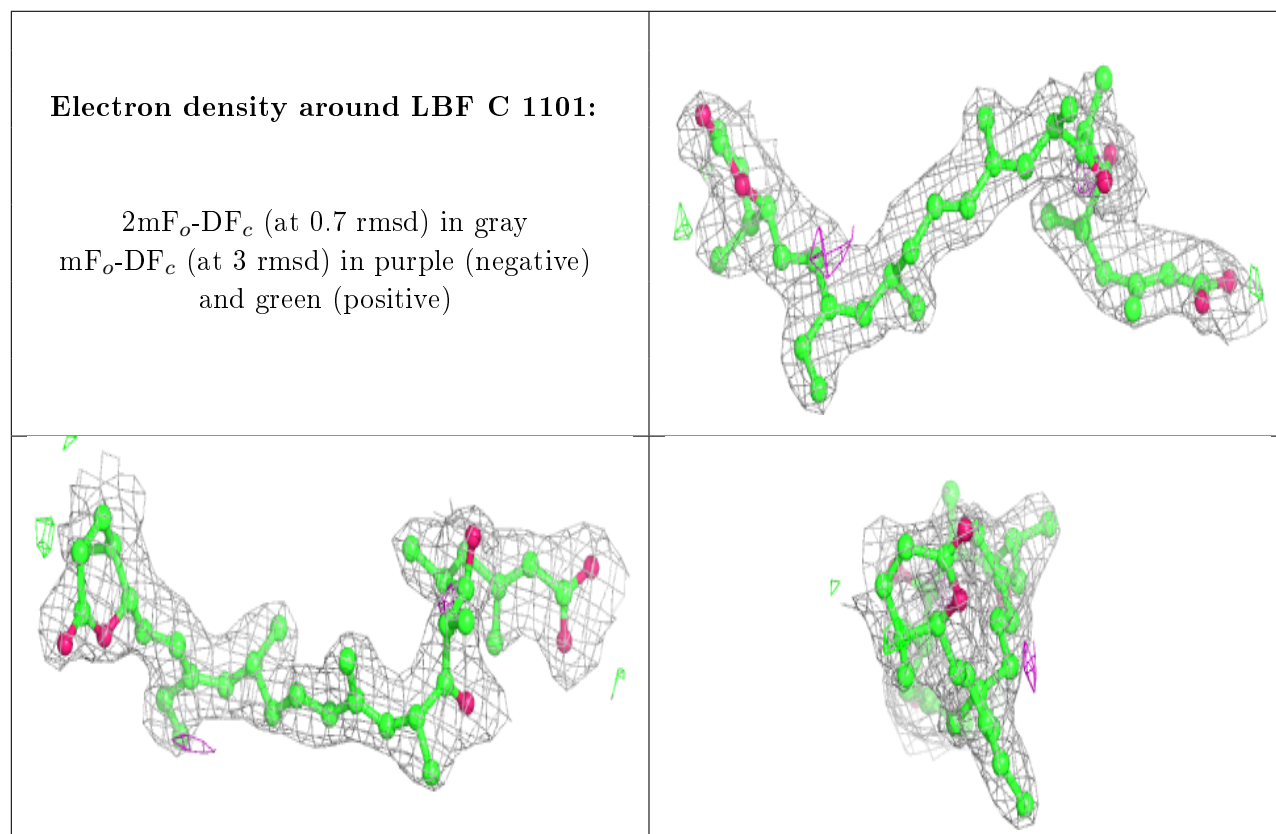 Electron density around LBF C 1101:
2mFo-DFc (at 0.7 rmsd) in gray
mFo-DFc (at 3 rmsd) in purple (negative)
and green (positive)